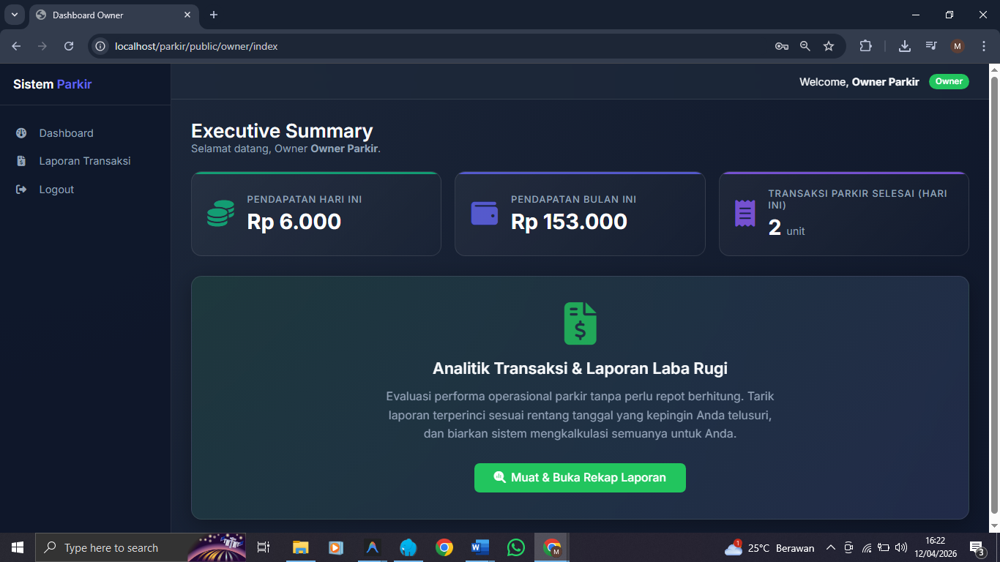 Dashboard Owner
localhost/parkir/public/owner/index
M
Sistem Parkir
Welcome, Owner Parkir Owner
Dashboard
Laporan Transaksi
Logout
Executive Summary
Selamat datang, Owner Owner Parkir.
PENDAPATAN HARI INI
Rp 6.000
PENDAPATAN BULAN INI
Rp 153.000
TRANSAKSI PARKIR SELESAI (HARI
INI)
2 unit
$
Analitik Transaksi & Laporan Laba Rugi
Evaluasi performa operasional parkir tanpa perlu repot berhitung. Tarik
laporan terperinci sesuai rentang tanggal yang kepingin Anda telusuri,
dan biarkan sistem mengkalkulasi semuanya untuk Anda.
Muat & Buka Rekap Laporan
Type here to search
W
M
1
25°C Berawan
16:22
12/04/2026
3